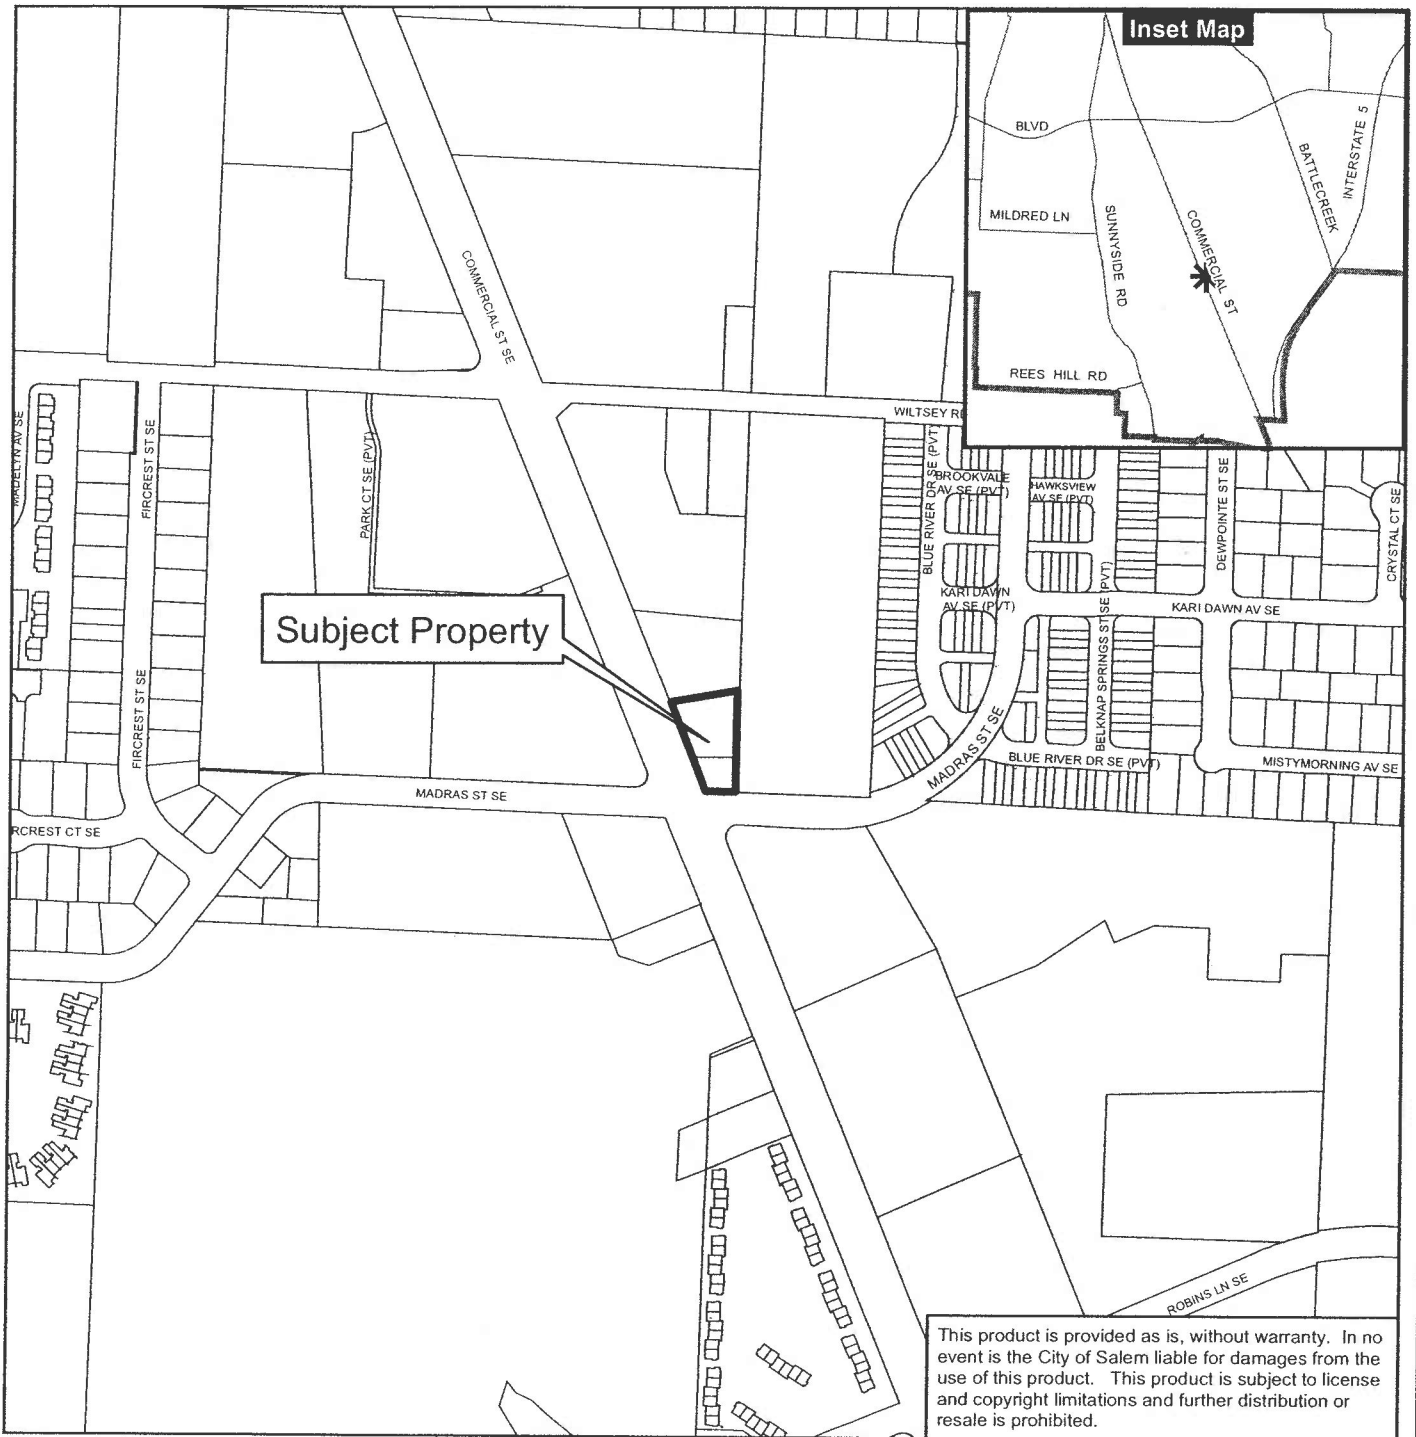 Inset Map
BLVD
INTERSTATE 5
BATTLECREEK
MILDRED LN
SUNNYSIDE RD
COMMERCIAL ST
REES HILL RD
COMMERCIAL ST SE
WILTSEY RD
MADELYN AV SE
FIRCREST ST SE
PARK CT SE (PVT)
BLUE RIVER DR SE (PVT)
BROOKVALE
AV SE (PVT)
HAWKSVIEW
AV SE (PVT)
DEWPOINTE ST SE
CRYSTAL CT SE
KARI DAWN
AV SE (PVT)
KARI DAWN AV SE
Subject Property
FIRCREST ST SE
BELKNAP SPRINGS ST SE (PVT)
MADRAS ST SE
BLUE RIVER DR SE (PVT)
MISTYMORNING AV SE
MADRAS ST SE
RCREST CT SE
ROBINS LN SE
This product is provided as is, without warranty. In no
event is the City of Salem liable for damages from the
use of this product. This product is subject to license
and copyright limitations and further distribution or
resale is prohibited.